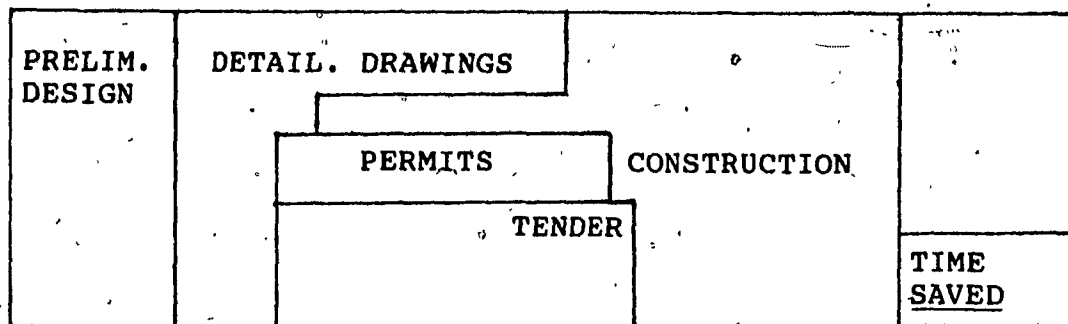 PRELIM.
DESIGN
DETAIL. DRAWINGS
PERMITS
CONSTRUCTION
TENDER
TIME
SAVED